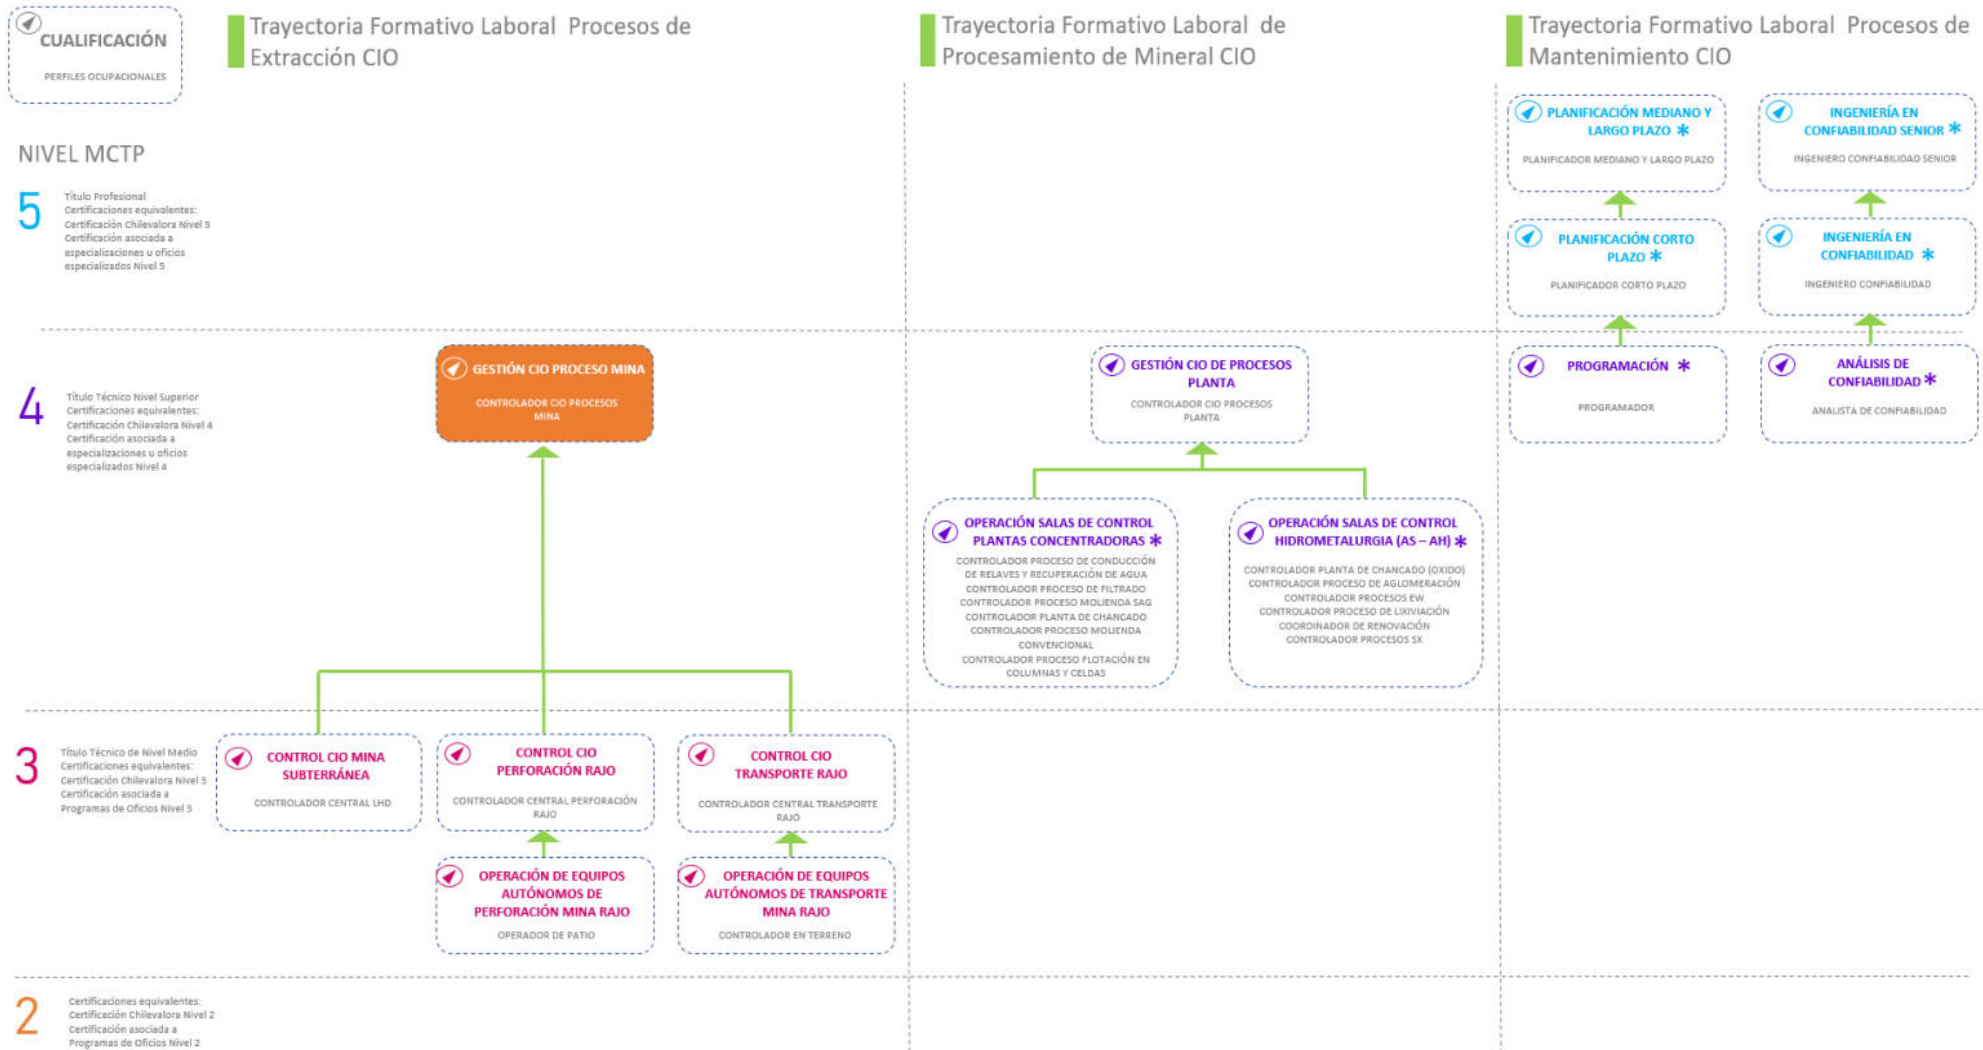 CUALIFICACIÓN
PERFILES OCUPACIONALES
Trayectoria Formativo Laboral Procesos de
Extracción CIO
Trayectoria Formativo Laboral de
Procesamiento de Mineral CIO
Trayectoria Formativo Laboral Procesos de
Mantenimiento CIO
NIVEL MCTP
5
Título Profesional
Certificaciones equivalentes:
Certificación Chilevalora Nivel 5
Certificación asociada a
especializaciones u oficios
especializados Nivel 5
PLANIFICACIÓN MEDIANO Y
LARGO PLAZO *
PLANIFICADOR MEDIANO Y LARGO PLAZO
INGENIERÍA EN
CONFIABILIDAD SENIOR *
INGENIERO CONFIABILIDAD SENIOR
PLANIFICACIÓN CORTO
PLAZO *
PLANIFICADOR CORTO PLAZO
INGENIERÍA EN
CONFIABILIDAD *
INGENIERO CONFIABILIDAD
4
Título Técnico Nivel Superior
Certificaciones equivalentes:
Certificación Chilevalora Nivel 4
Certificación asociada a
especializaciones u oficios
especializados Nivel 4
GESTIÓN CIO PROCESO MINA
CONTROLADOR CIO PROCESOS
MINA
GESTIÓN CIO DE PROCESOS
PLANTA
CONTROLADOR CIO PROCESOS
PLANTA
PROGRAMACIÓN *
PROGRAMADOR
ANÁLISIS DE
CONFIABILIDAD *
ANALISTA DE CONFIABILIDAD
OPERACIÓN SALAS DE CONTROL
PLANTAS CONCENTRADORAS *
CONTROLADOR PROCESO DE CONDUCCIÓN
DE RELAVES Y RECUPERACIÓN DE AGUA
CONTROLADOR PROCESO DE FILTRADO
CONTROLADOR PROCESO MOLIENDA SAG
CONTROLADOR PLANTA DE CHANCADO
CONTROLADOR PROCESO MOLIENDA
CONVENCIONAL
CONTROLADOR PROCESO FLOTACIÓN EN
COLUMNAS Y CELDAS
OPERACIÓN SALAS DE CONTROL
HIDROMETALURGIA (AS – AH) *
CONTROLADOR PLANTA DE CHANCADO (OXIDO)
CONTROLADOR PROCESO DE AGLOMERACIÓN
CONTROLADOR PROCESOS EW
CONTROLADOR PROCESO DE LIXIVIACIÓN
COORDINADOR DE RENOVACIÓN
CONTROLADOR PROCESOS SX
3
Título Técnico de Nivel Medio
Certificaciones equivalentes:
Certificación Chilevalora Nivel 3
Certificación asociada a
Programas de Oficios Nivel 3
CONTROL CIO MINA
SUBTERRÁNEA
CONTROLADOR CENTRAL LHD
CONTROL CIO
PERFORACIÓN RAJO
CONTROLADOR CENTRAL PERFORACIÓN
RAJO
CONTROL CIO
TRANSPORTE RAJO
CONTROLADOR CENTRAL TRANSPORTE
RAJO
OPERACIÓN DE EQUIPOS
AUTÓNOMOS DE
PERFORACIÓN MINA RAJO
OPERADOR DE PATIO
OPERACIÓN DE EQUIPOS
AUTÓNOMOS DE TRANSPORTE
MINA RAJO
CONTROLADOR EN TERRENO
2
Certificaciones equivalentes:
Certificación Chilevalora Nivel 2
Certificación asociada a
Programas de Oficios Nivel 2